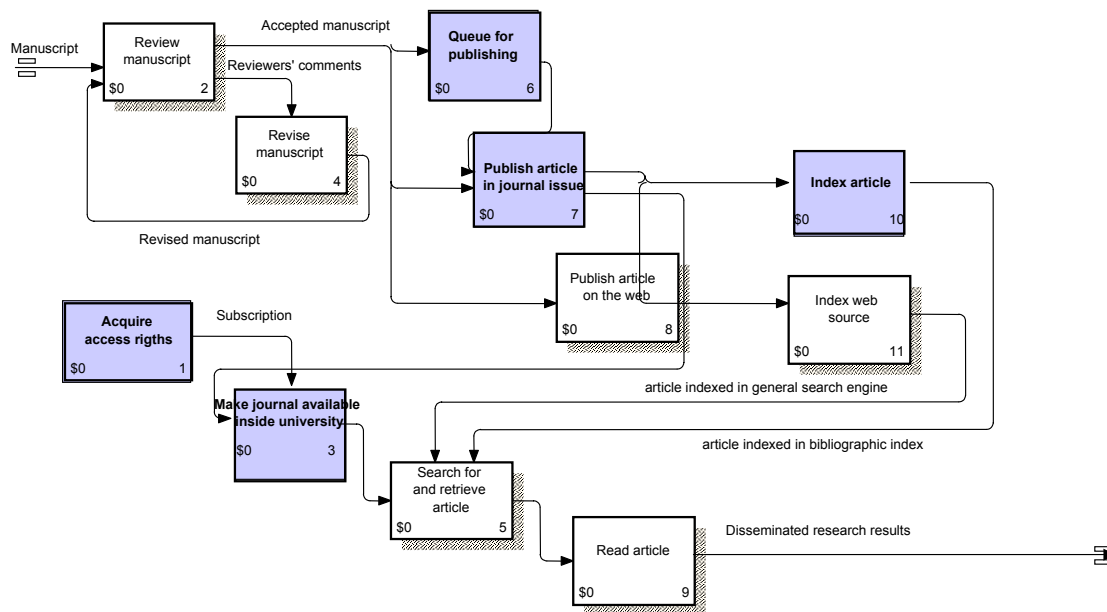 Accepted manuscript
Manuscript
Review
manuscript
$0 2
Reviewers' comments
Queue for
publishing
$0 6
Revise
manuscript
$0 4
Revised manuscript
Publish article
in journal issue
$0 7
Index article
$0 10
Publish article
on the web
$0 8
Index web
source
$0 11
Acquire
access rigths
$0 1
Subscription
article indexed in general search engine
Make journal available
inside university
$0 3
article indexed in bibliographic index
Search for
and retrieve
article
$0 5
Disseminated research results
Read article
$0 9